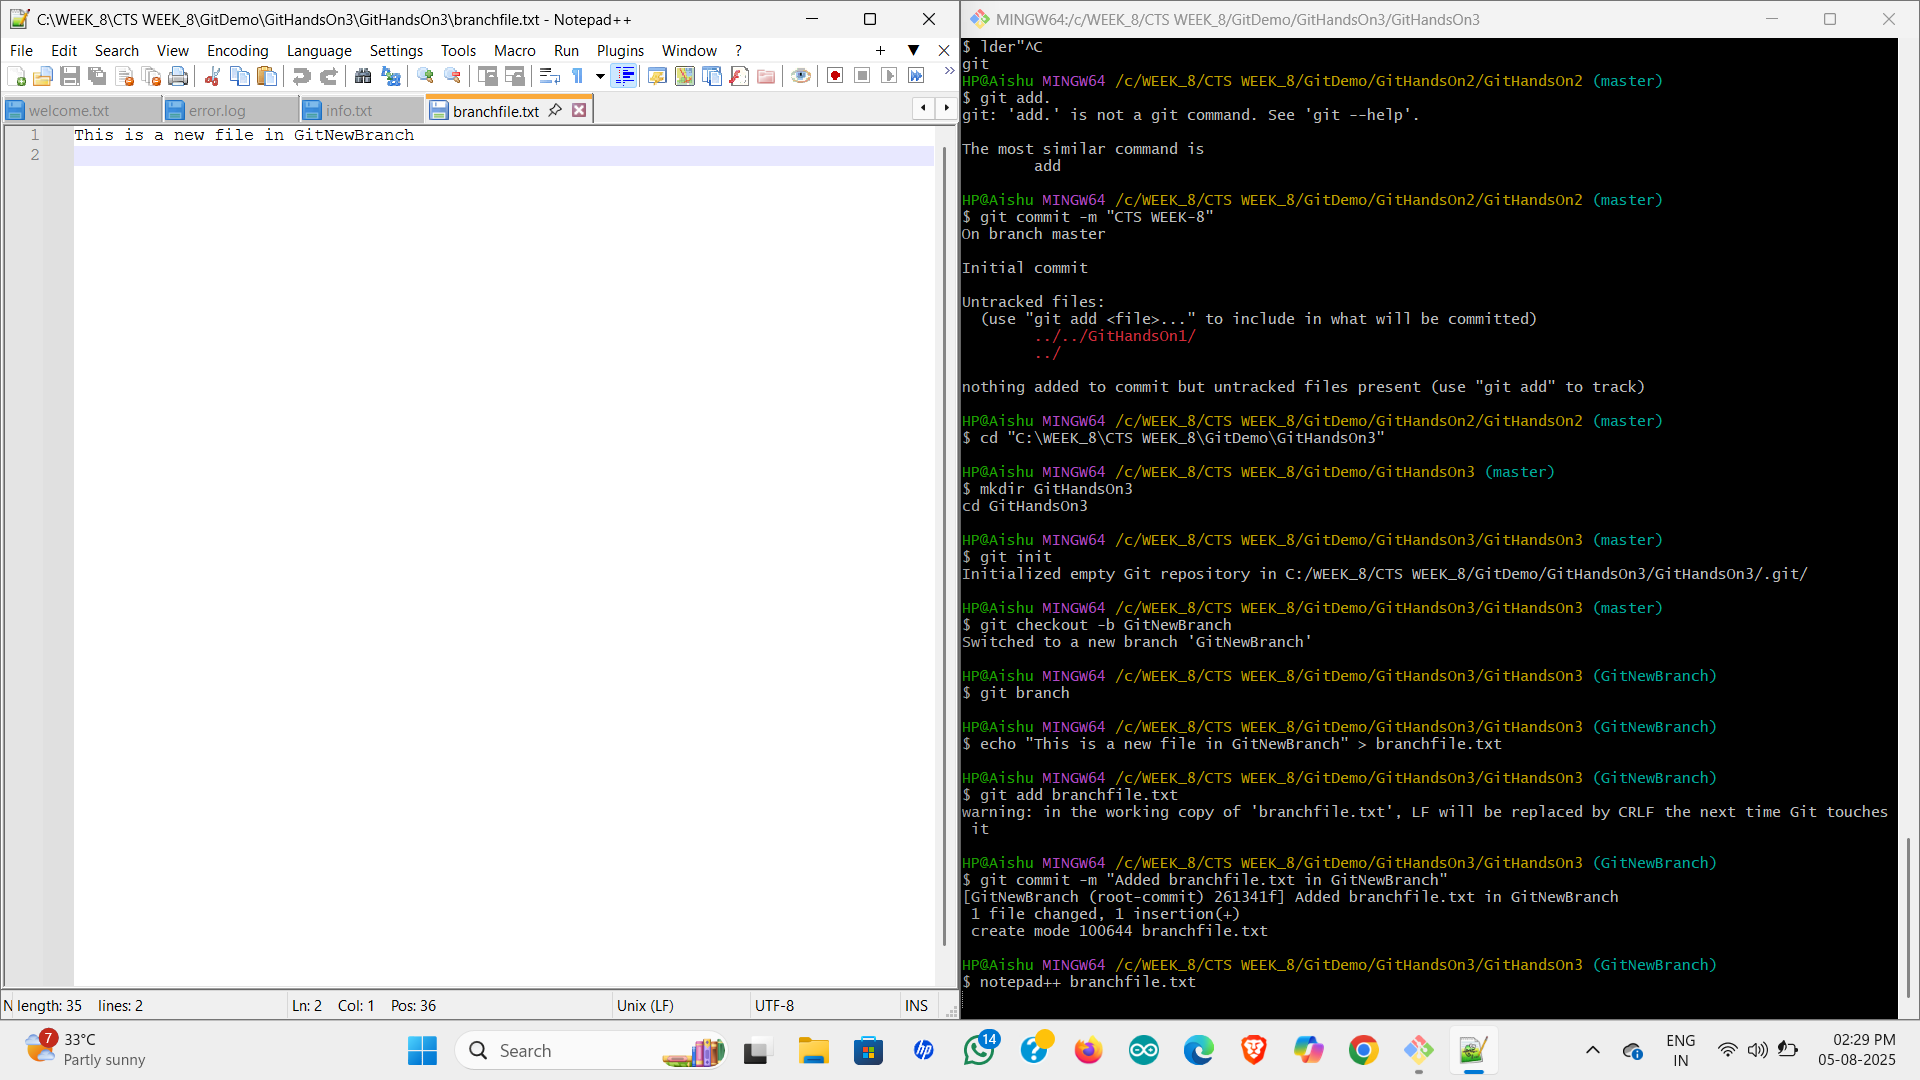 C:\WEEK_8\CTS WEEK_8\GitDemo\GitHandsOn3\GitHandsOn3\branchfile.txt - Notepad++
File Edit Search View Encoding Language Settings Tools Macro Run Plugins Window ?
welcome.txt error.log info.txt branchfile.txt
1 This is a new file in GitNewBranch
2
N length: 35 lines: 2 Ln: 2 Col: 1 Pos: 36 Unix (LF) UTF-8 INS
MINGW64:/c/WEEK_8/CTS WEEK_8/GitDemo/GitHandsOn3/GitHandsOn3
$ lder"^C
git
HP@Aishu MINGW64 /c/WEEK_8/CTS WEEK_8/GitDemo/GitHandsOn2/GitHandsOn2 (master)
$ git add.
git: 'add.' is not a git command. See 'git --help'.
The most similar command is
add
HP@Aishu MINGW64 /c/WEEK_8/CTS WEEK_8/GitDemo/GitHandsOn2/GitHandsOn2 (master)
$ git commit -m "CTS WEEK-8"
On branch master
Initial commit
Untracked files:
(use "git add <file>..." to include in what will be committed)
../../GitHandsOn1/
../
nothing added to commit but untracked files present (use "git add" to track)
HP@Aishu MINGW64 /c/WEEK_8/CTS WEEK_8/GitDemo/GitHandsOn2/GitHandsOn2 (master)
$ cd "C:\WEEK_8\CTS WEEK_8\GitDemo\GitHandsOn3"
HP@Aishu MINGW64 /c/WEEK_8/CTS WEEK_8/GitDemo/GitHandsOn3 (master)
$ mkdir GitHandsOn3
cd GitHandsOn3
HP@Aishu MINGW64 /c/WEEK_8/CTS WEEK_8/GitDemo/GitHandsOn3/GitHandsOn3 (master)
$ git init
Initialized empty Git repository in C:/WEEK_8/CTS WEEK_8/GitDemo/GitHandsOn3/GitHandsOn3/.git/
HP@Aishu MINGW64 /c/WEEK_8/CTS WEEK_8/GitDemo/GitHandsOn3/GitHandsOn3 (master)
$ git checkout -b GitNewBranch
Switched to a new branch 'GitNewBranch'
HP@Aishu MINGW64 /c/WEEK_8/CTS WEEK_8/GitDemo/GitHandsOn3/GitHandsOn3 (GitNewBranch)
$ git branch
HP@Aishu MINGW64 /c/WEEK_8/CTS WEEK_8/GitDemo/GitHandsOn3/GitHandsOn3 (GitNewBranch)
$ echo "This is a new file in GitNewBranch" > branchfile.txt
HP@Aishu MINGW64 /c/WEEK_8/CTS WEEK_8/GitDemo/GitHandsOn3/GitHandsOn3 (GitNewBranch)
$ git add branchfile.txt
warning: in the working copy of 'branchfile.txt', LF will be replaced by CRLF the next time Git touches
it
HP@Aishu MINGW64 /c/WEEK_8/CTS WEEK_8/GitDemo/GitHandsOn3/GitHandsOn3 (GitNewBranch)
$ git commit -m "Added branchfile.txt in GitNewBranch"
[GitNewBranch (root-commit) 261341f] Added branchfile.txt in GitNewBranch
1 file changed, 1 insertion(+)
create mode 100644 branchfile.txt
HP@Aishu MINGW64 /c/WEEK_8/CTS WEEK_8/GitDemo/GitHandsOn3/GitHandsOn3 (GitNewBranch)
$ notepad++ branchfile.txt
7 33°C
Partly sunny
Search
hp
14
ENG
IN
02:29 PM
05-08-2025